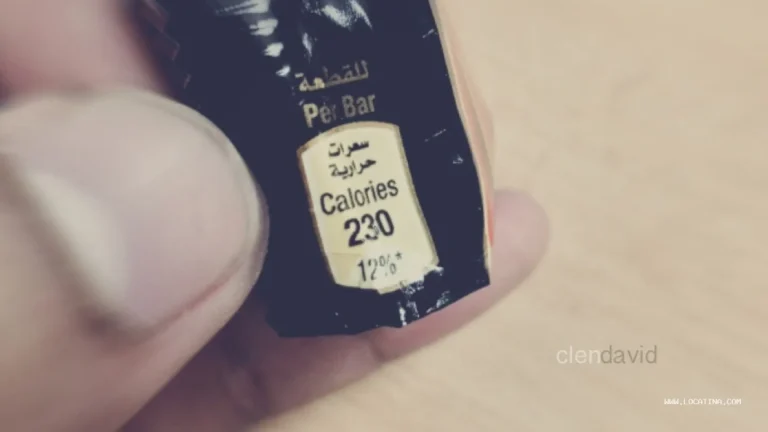 للقطعة
Per Bar
سعرات
حرارية
Calories
230
12%*
clendavid
WWW.LOCATINA.COM